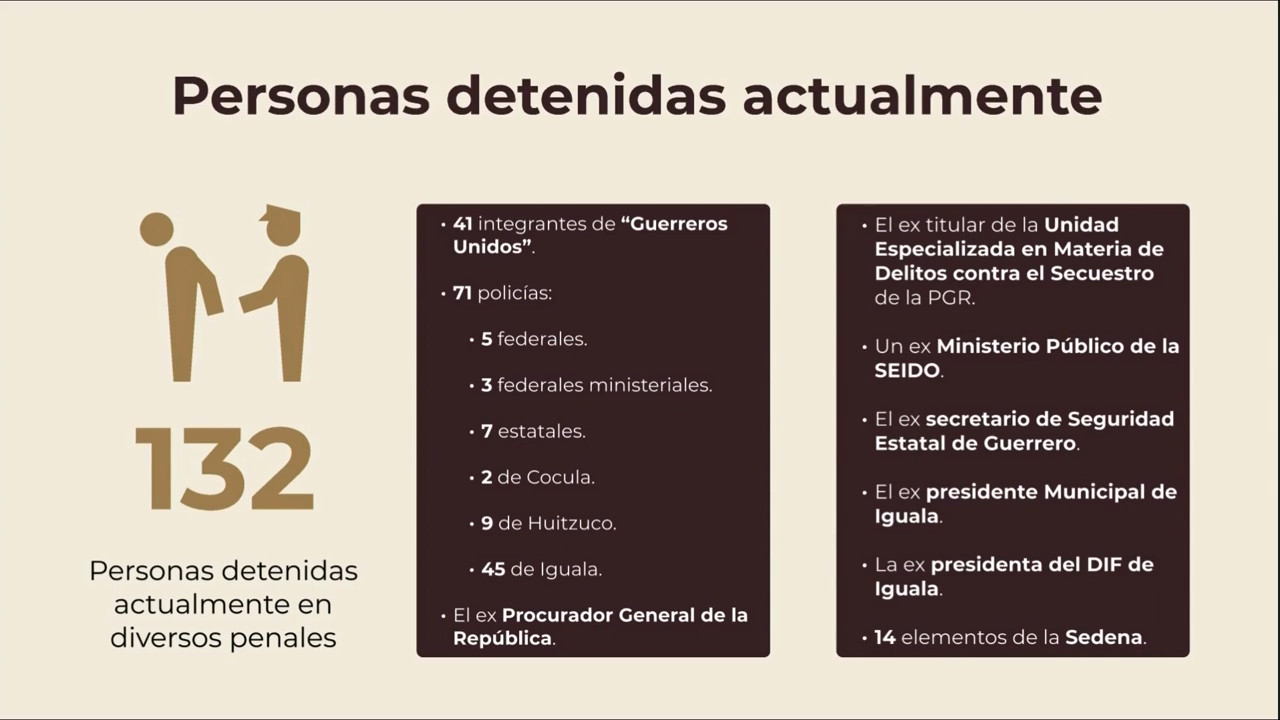 Personas detenidas actualmente
132
Personas detenidas
actualmente en
diversos penales
• 41 integrantes de “Guerreros
Unidos”.
• 71 policías:
• 5 federales.
• 3 federales ministeriales.
• 7 estatales.
• 2 de Cocula.
• 9 de Huitzuco.
• 45 de Iguala.
• El ex Procurador General de la
República.
• El ex titular de la Unidad
Especializada en Materia de
Delitos contra el Secuestro
de la PGR.
• Un ex Ministerio Público de la
SEIDO.
• El ex secretario de Seguridad
Estatal de Guerrero.
• El ex presidente Municipal de
Iguala.
• La ex presidenta del DIF de
Iguala.
• 14 elementos de la Sedena.